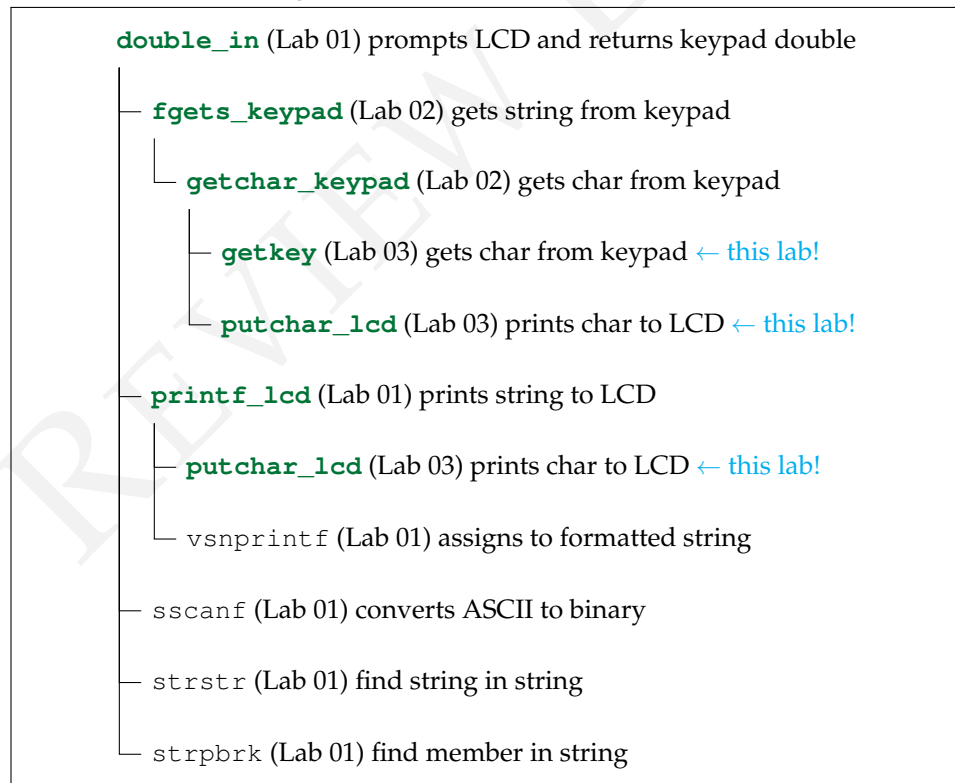 double_in (Lab 01) prompts LCD and returns keypad double
fgets_keypad (Lab 02) gets string from keypad
getchar_keypad (Lab 02) gets char from keypad
getkey (Lab 03) gets char from keypad ← this lab!
putchar_lcd (Lab 03) prints char to LCD ← this lab!
printf_lcd (Lab 01) prints string to LCD
putchar_lcd (Lab 03) prints char to LCD ← this lab!
vsnprintf (Lab 01) assigns to formatted string
sscanf (Lab 01) converts ASCII to binary
strstr (Lab 01) find string in string
strpbrk (Lab 01) find member in string
REVIEW